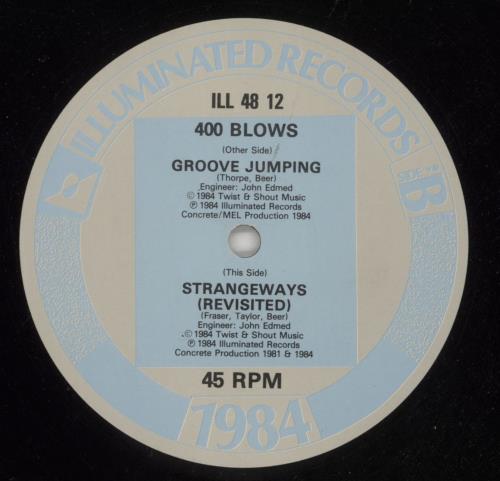 ILLUMINATED RECORDS
ILL 48 12
400 BLOWS
(Other Side)
GROOVE JUMPING
(Thorpe, Beer)
Engineer: John Edmed
© 1984 Twist & Shout Music
℗ 1984 Illuminated Records
Concrete/MEL Production 1984
SIDE
B
(This Side)
STRANGEWAYS
(REVISITED)
(Fraser, Taylor, Beer)
Engineer: John Edmed
© 1984 Twist & Shout Music
℗ 1984 Illuminated Records
Concrete Production 1981 & 1984
45 RPM
1984